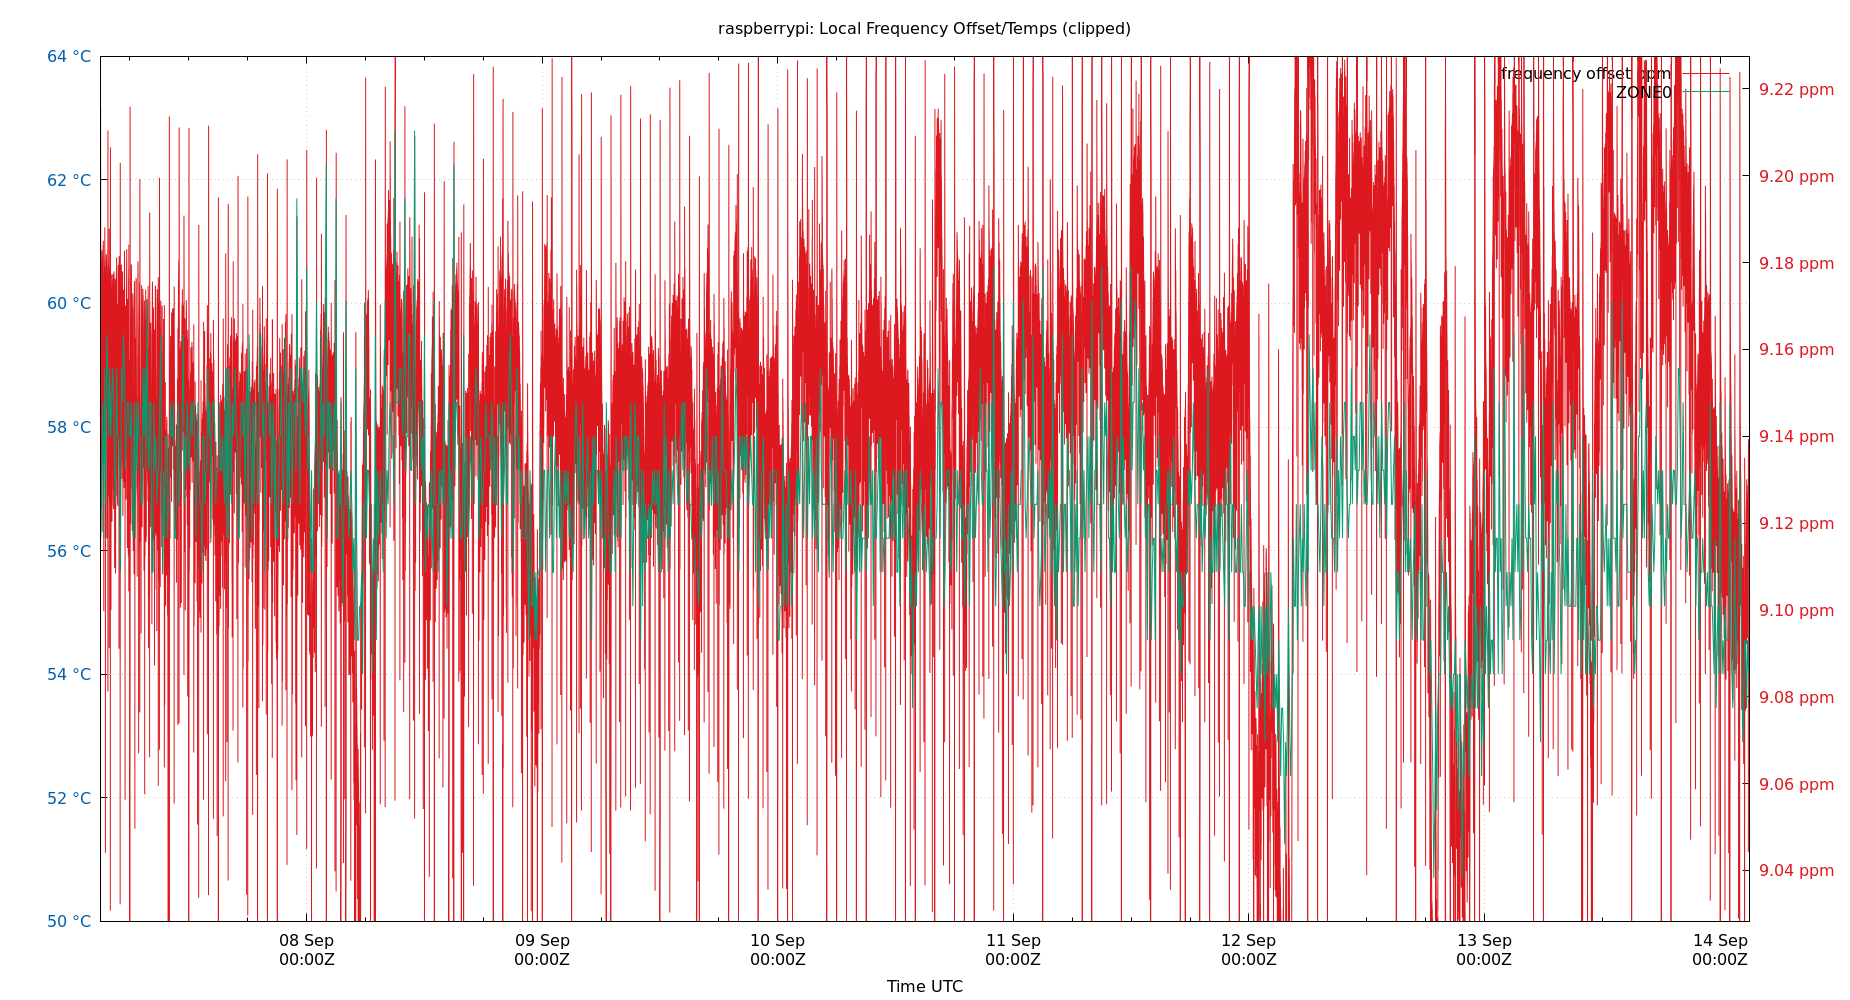 raspberrypi: Local Frequency Offset/Temps (clipped)
64 °C
62 °C
60 °C
58 °C
56 °C
54 °C
52 °C
50 °C
frequency offset ppm
ZONE0
9.22 ppm
9.20 ppm
9.18 ppm
9.16 ppm
9.14 ppm
9.12 ppm
9.10 ppm
9.08 ppm
9.06 ppm
9.04 ppm
08 Sep 09 Sep 10 Sep 11 Sep 12 Sep 13 Sep 14 Sep
00:00Z 00:00Z 00:00Z 00:00Z 00:00Z 00:00Z 00:00Z
Time UTC